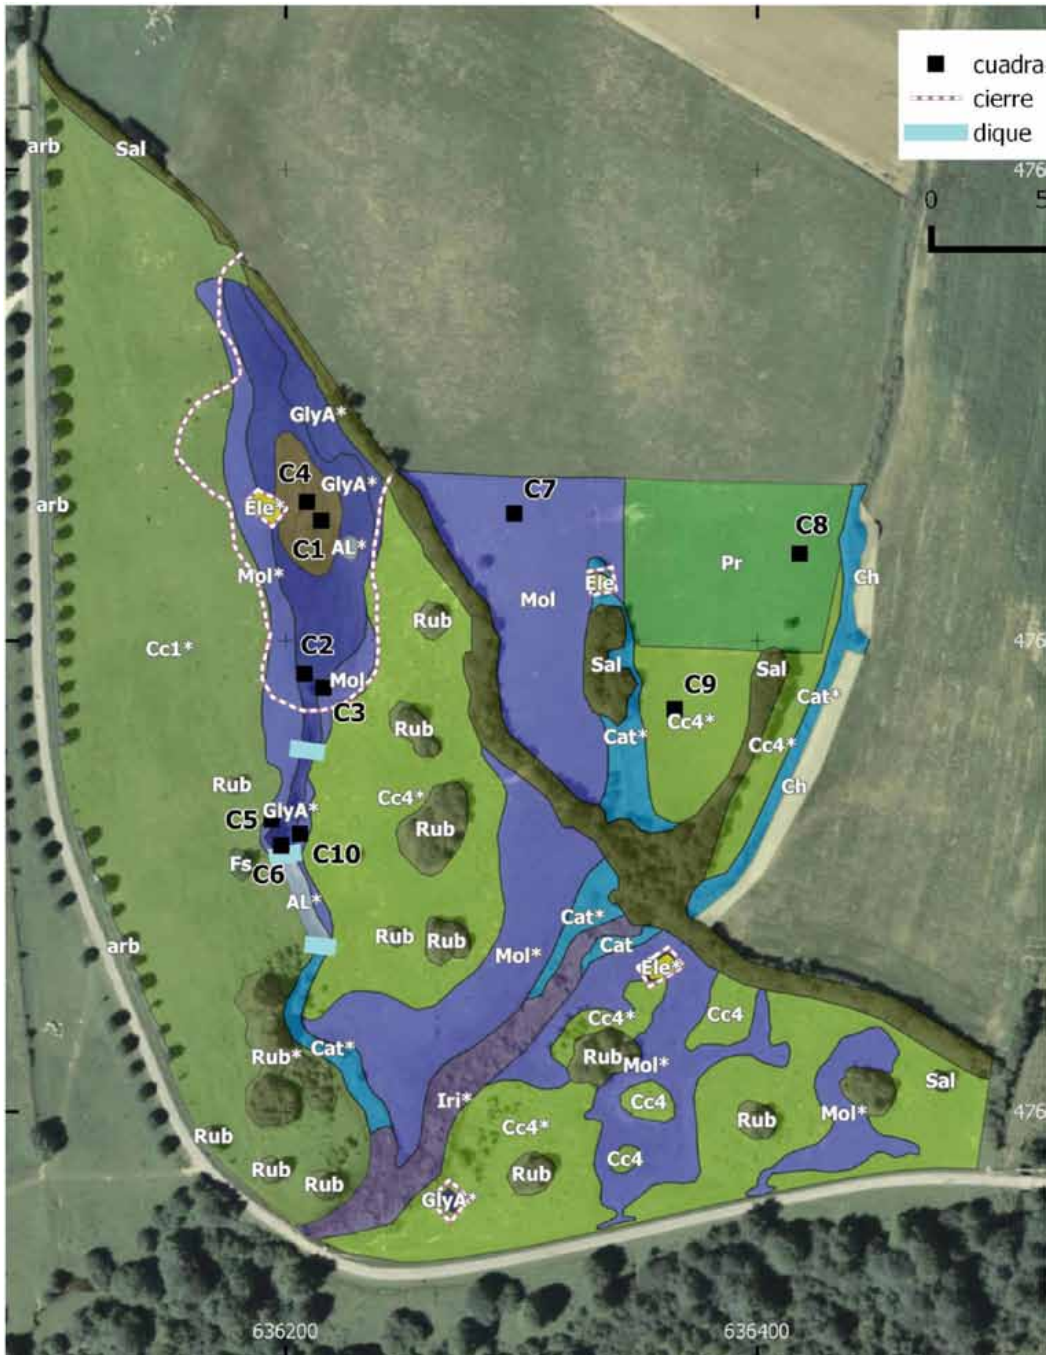 cuadra
cierre
dique
0 5
476
arb
Sal
GlyA*
C4
GlyA*
Ele*
C1
AL*
arb
Mol*
C7
C8
Pr
Ele
Ch
Mol
Rub
Cc1*
C2
Mol
C3
Sal
476
Sal
C9
Cc4*
Cat*
Rub
Cat*
Cc4*
Rub
Cc4*
Ch
GlyA*
C5
Rub
C10
Fs
C6
AL*
Cat*
Rub
Rub
Cat
arb
Mol*
Ele*
Cc4*
Cc4
Rub*
Cat*
Rub
Mol*
Sal
Iri*
Cc4
Mol*
476
Cc4*
Rub
Rub
Cc4
Rub
Rub
Rub
GlyA*
636200
636400